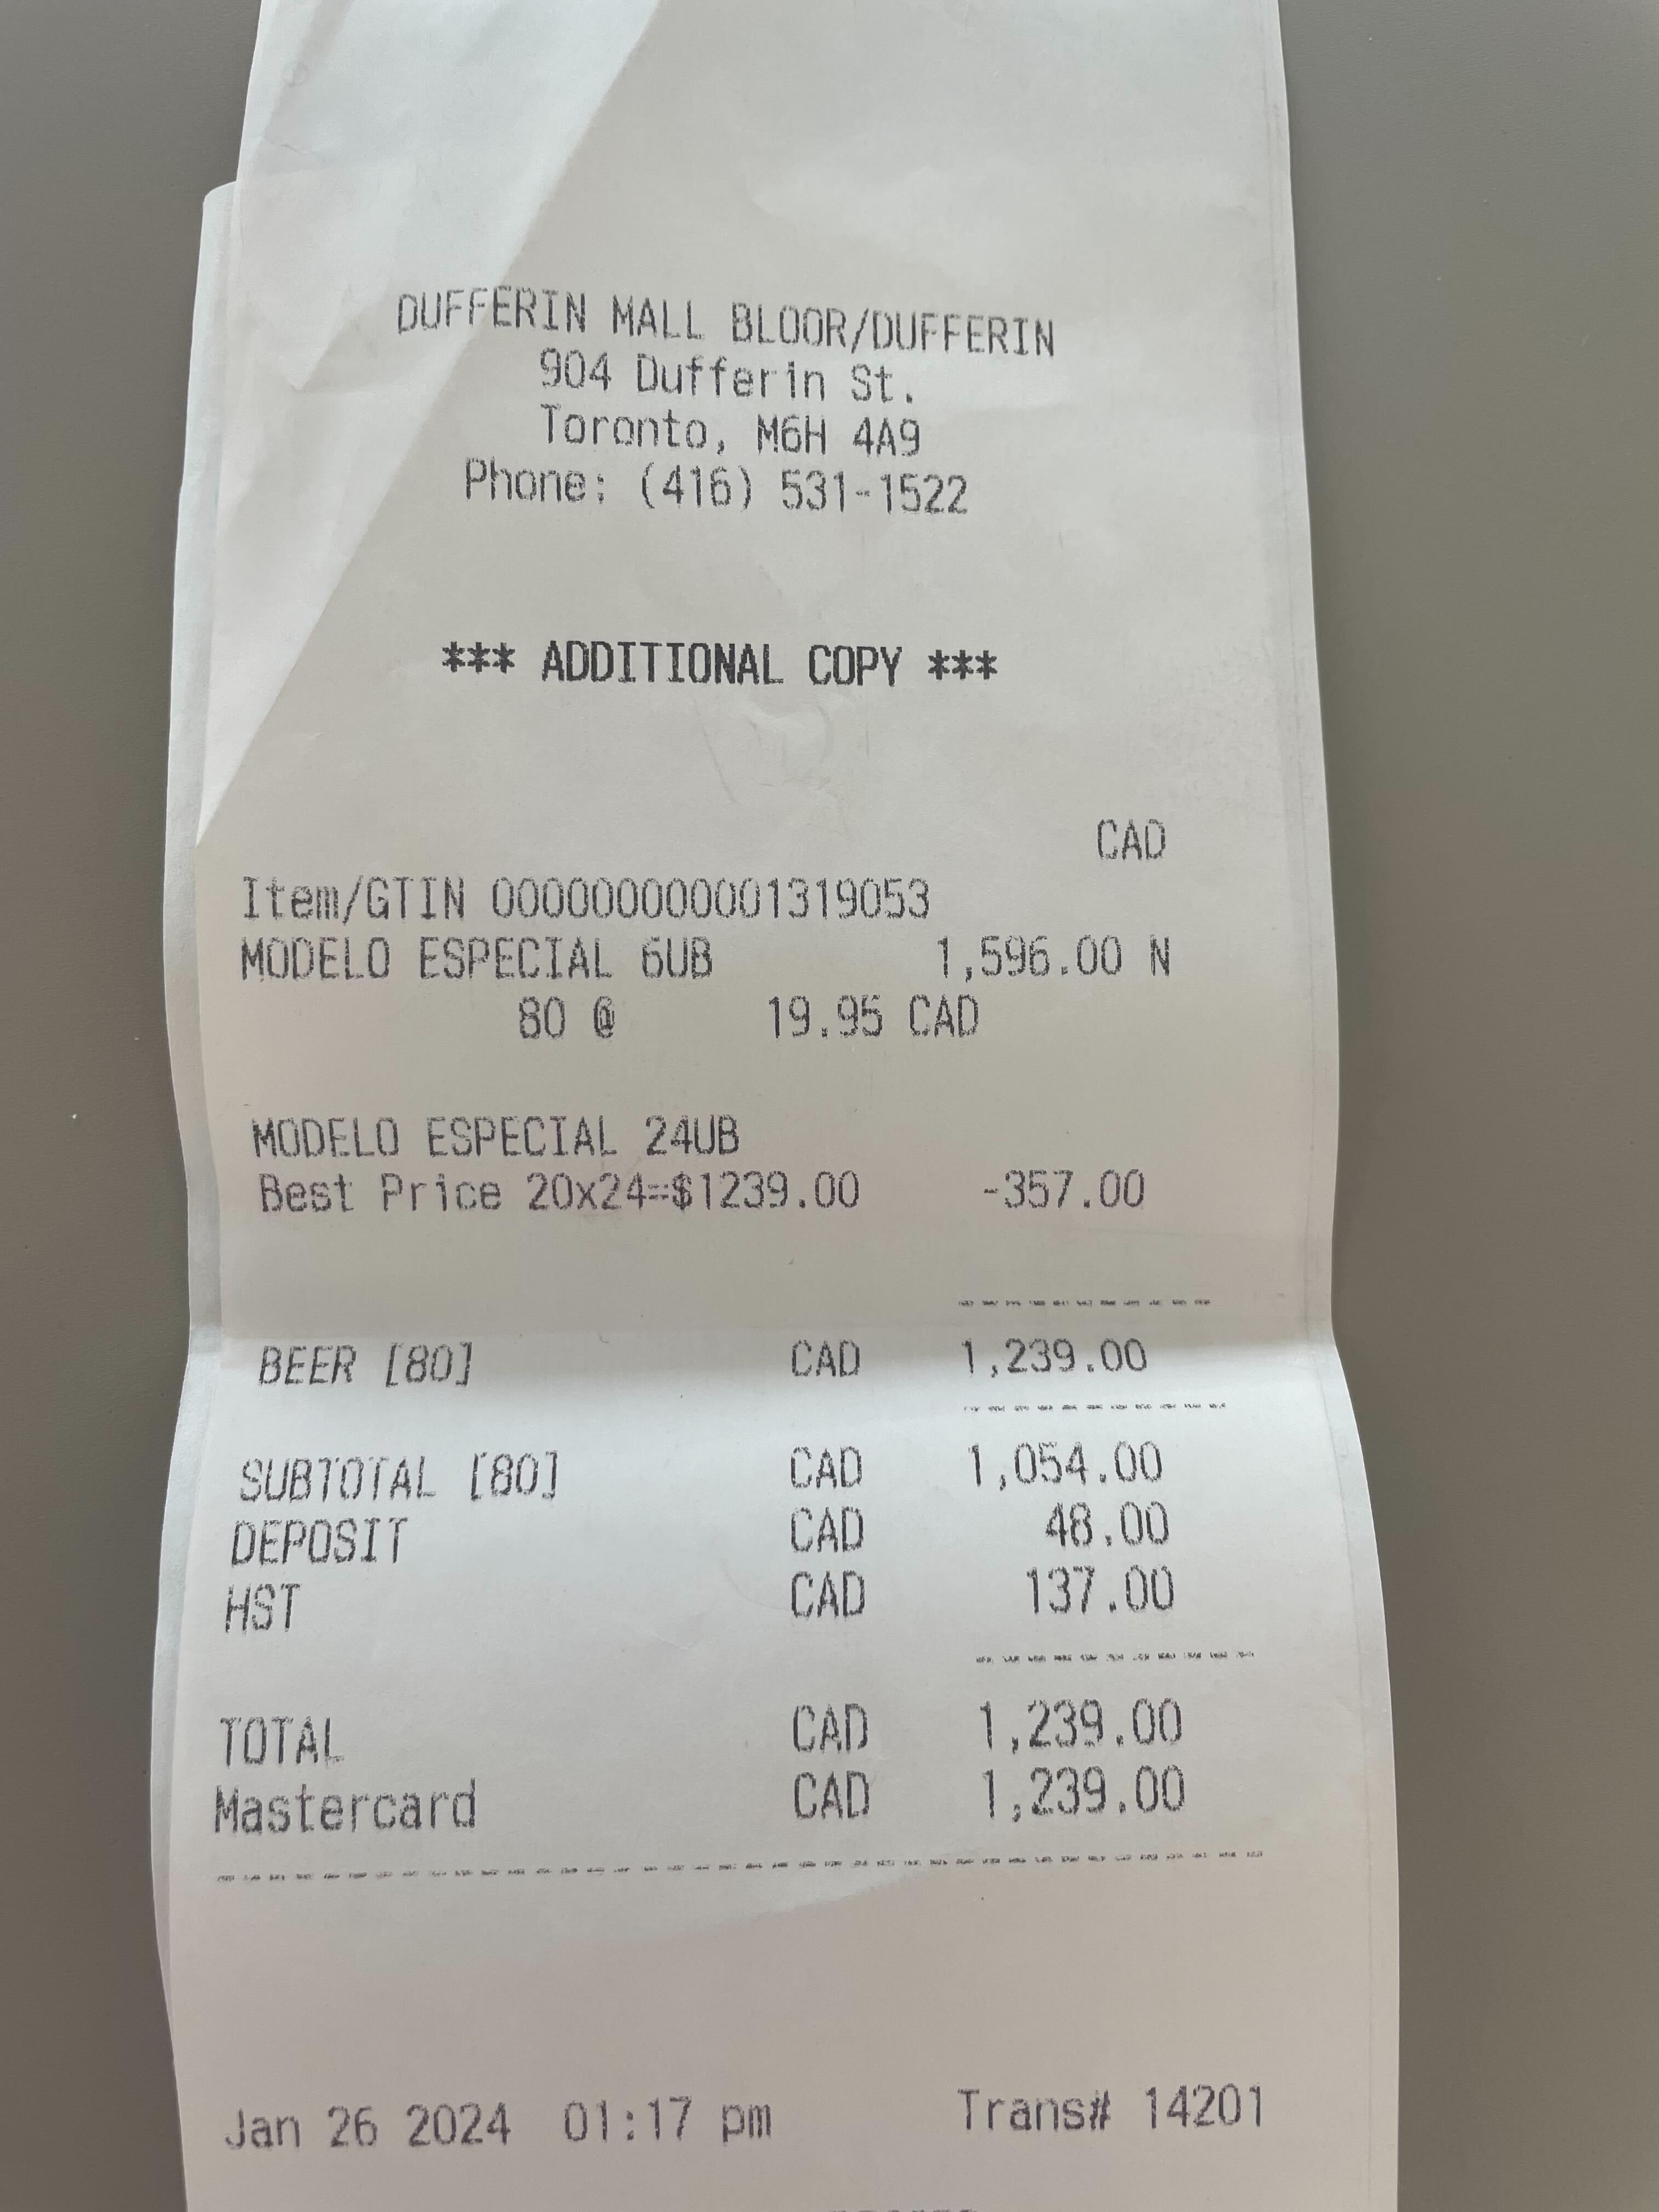 DUFFERIN MALL BLOOR/DUFFERIN
904 Dufferin St.
Toronto, M6H 4A9
Phone: (416) 531-1522
*** ADDITIONAL COPY ***
CAD
Item/GTIN 000000000001319053
MODELO ESPECIAL 6UB 1,596.00 N
80 @ 19.95 CAD
MODELO ESPECIAL 24UB
Best Price 20x24=$1239.00 -357.00
BEER [80] CAD 1,239.00
SUBTOTAL [80] CAD 1,054.00
DEPOSIT CAD 48.00
HST CAD 137.00
TOTAL CAD 1,239.00
Mastercard CAD 1,239.00
Jan 26 2024 01:17 pm Trans# 14201